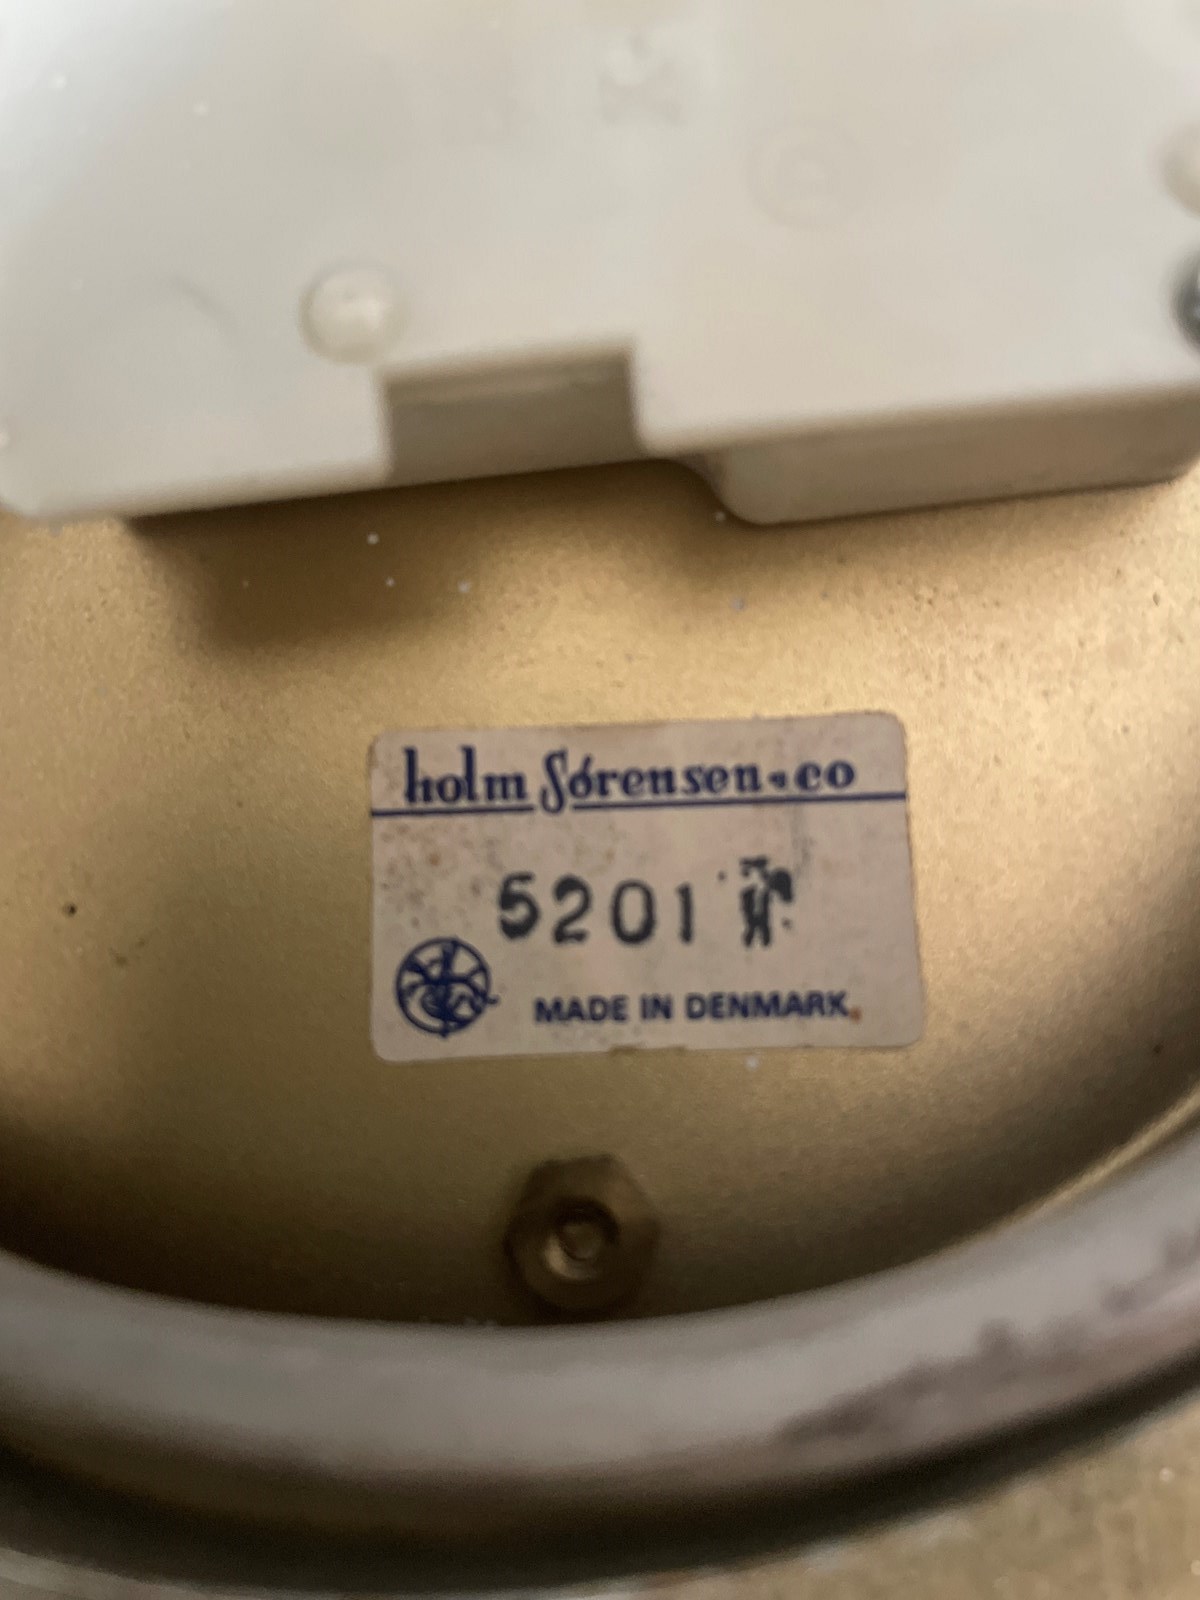 holm Sørensen & co
5201
MADE IN DENMARK